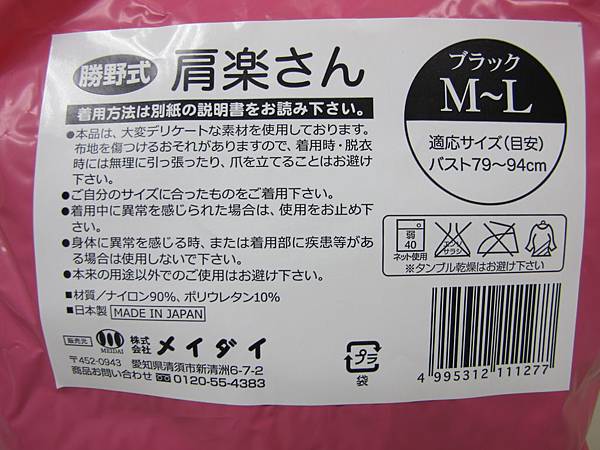 勝野式 肩楽さん
着用方法は別紙の説明書をお読み下さい。
●本品は、大変デリケートな素材を使用しております。
布地を傷つけるおそれがありますので、着用時・脱衣
時には無理に引っ張ったり、爪を立てることはお避け
下さい。
●ご自分のサイズに合ったものをご着用下さい。
●着用中に異常を感じられた場合は、使用をお止め下
さい。
●身体に異常を感じる時、または着用部に疾患等があ
る場合は使用しないで下さい。
●本来の用途以外でのご使用はお避け下さい。
■材質/ナイロン90%、ポリウレタン10%
■日本製 MADE IN JAPAN
販売元 MEIDAI 株式会社 メイダイ
〒452-0943 愛知県清須市新清洲6-7-2
商品お問い合わせ 0120-55-4383
ブラック
M~L
適応サイズ(目安)
バスト79~94cm
弱
40
ネット使用
エンソ
サラシ
※タンブル乾燥はお避け下さい
プラ
袋
4 995312 111277